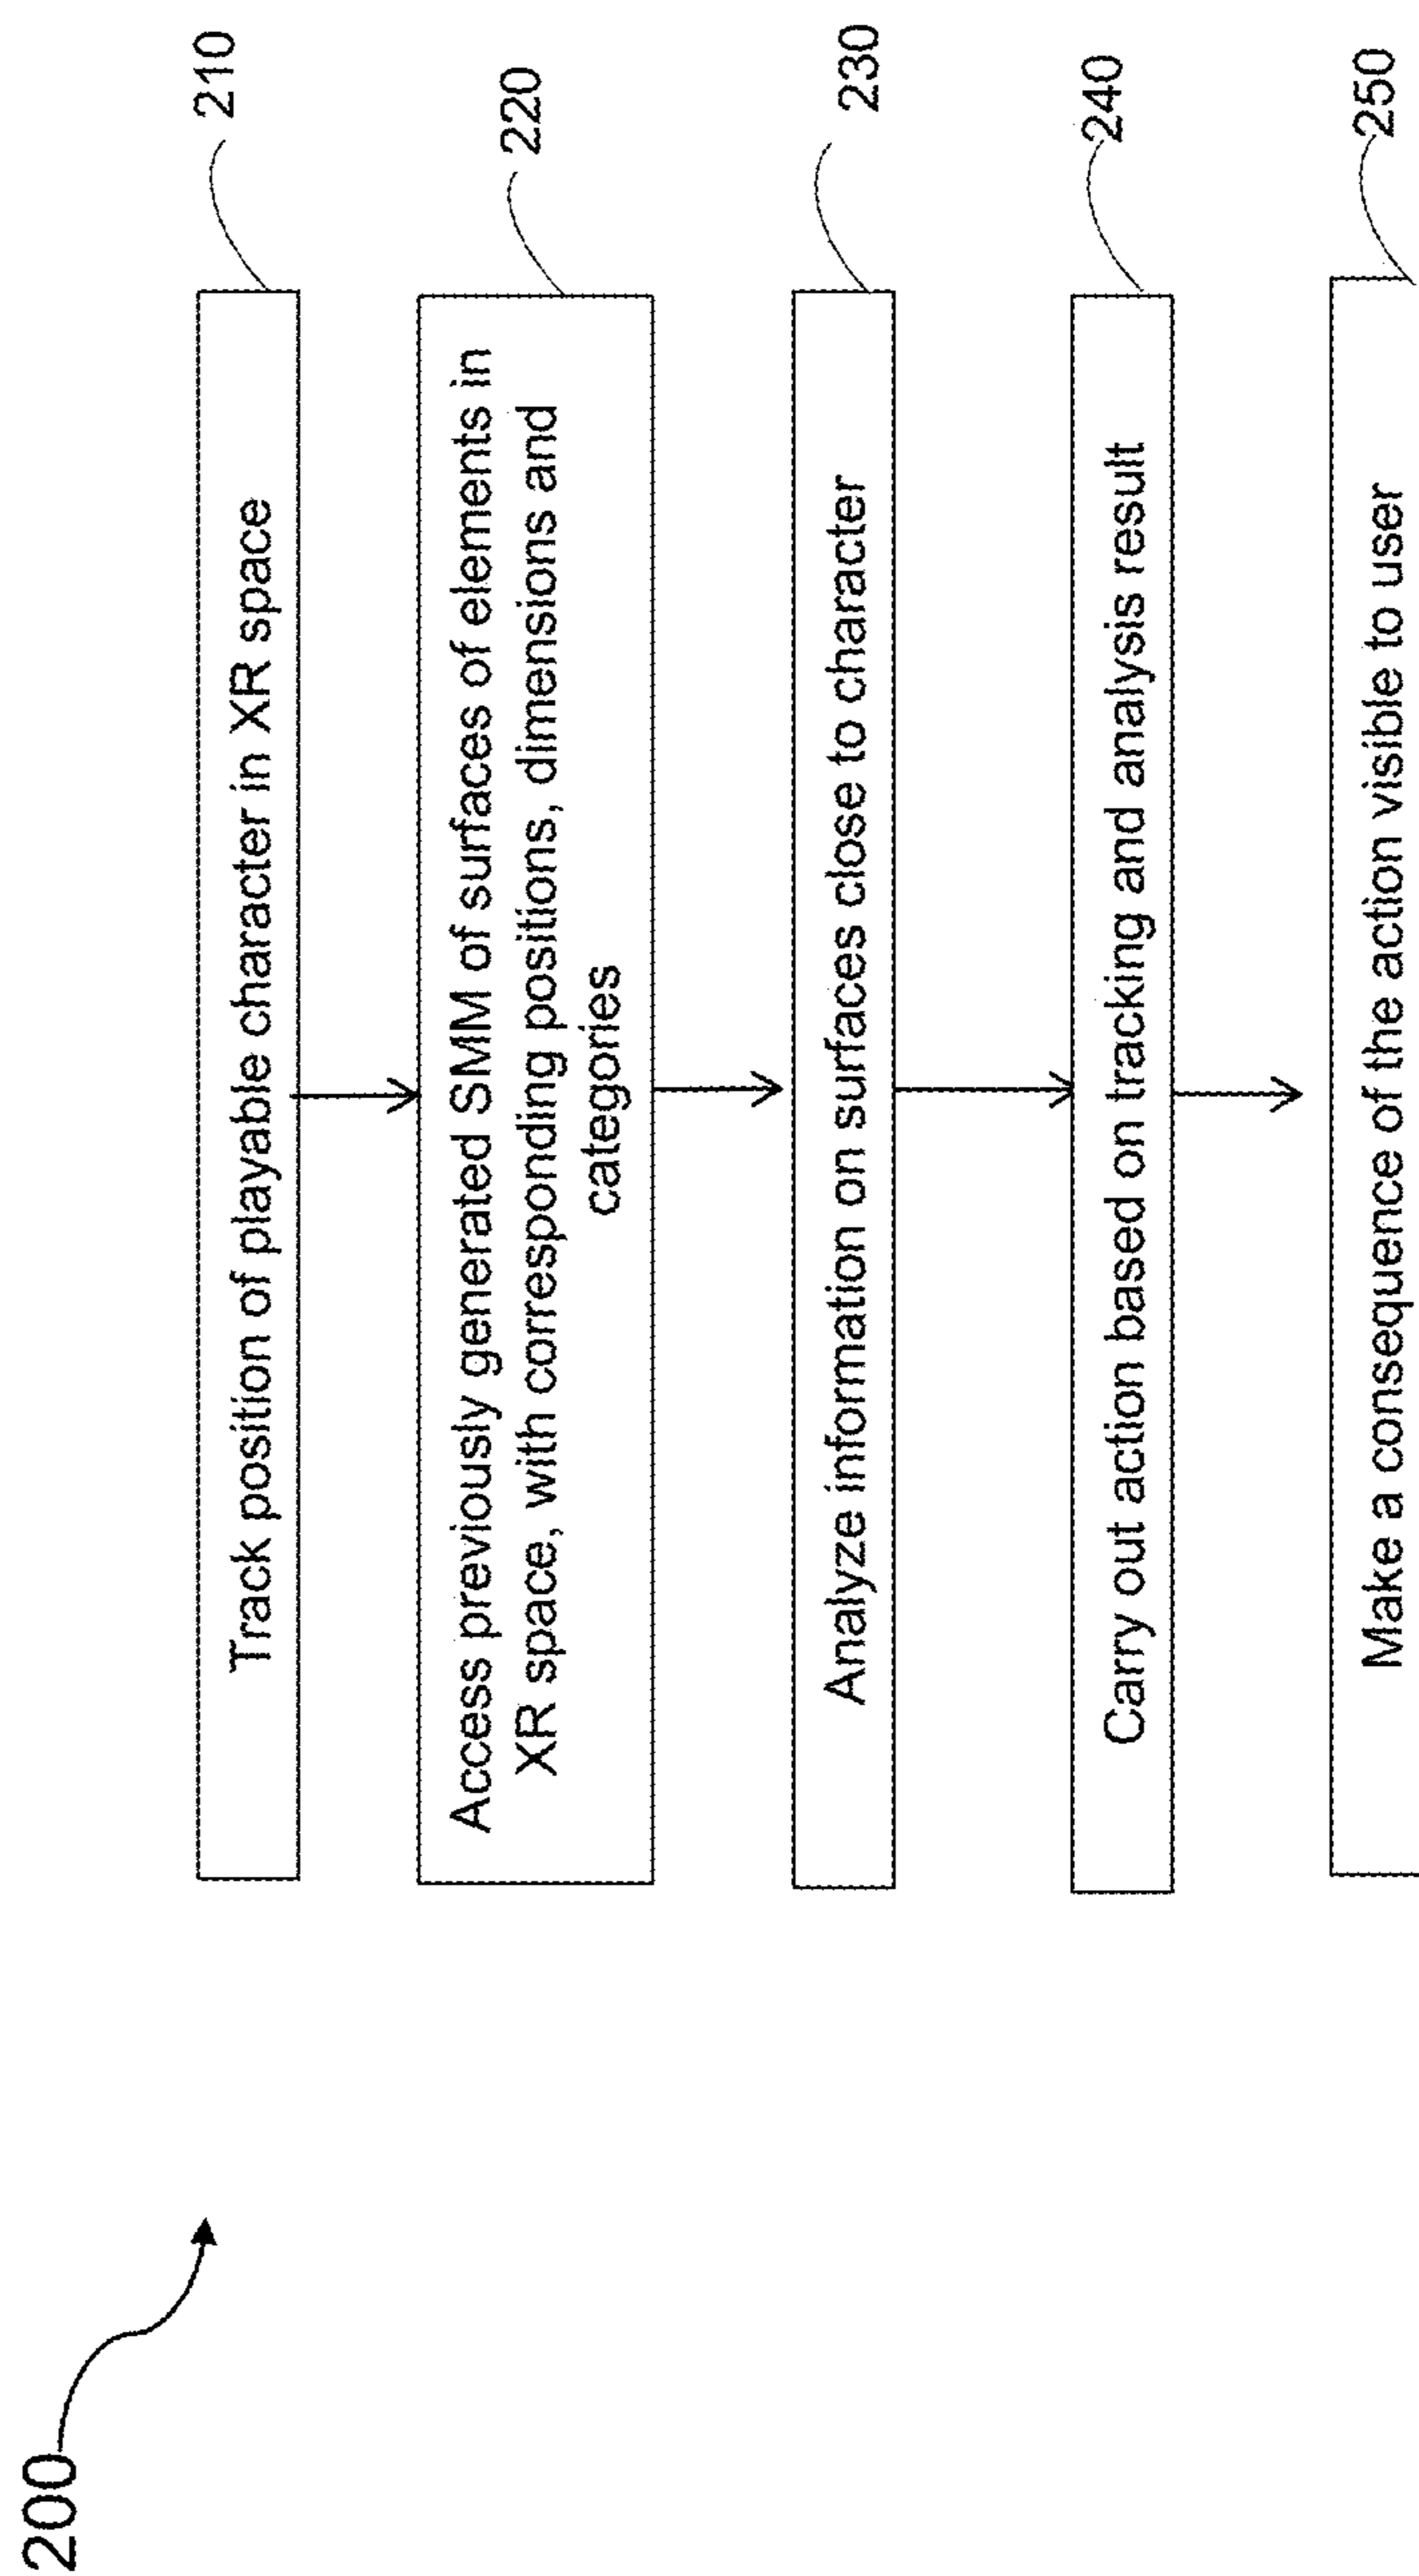 200
Track position of playable character in XR space
210
Access previously generated SMM of surfaces of elements in
XR space, with corresponding positions, dimensions and
categories
220
Analyze information on surfaces close to character
230
Carry out action based on tracking and analysis result
240
Make a consequence of the action visible to user
250